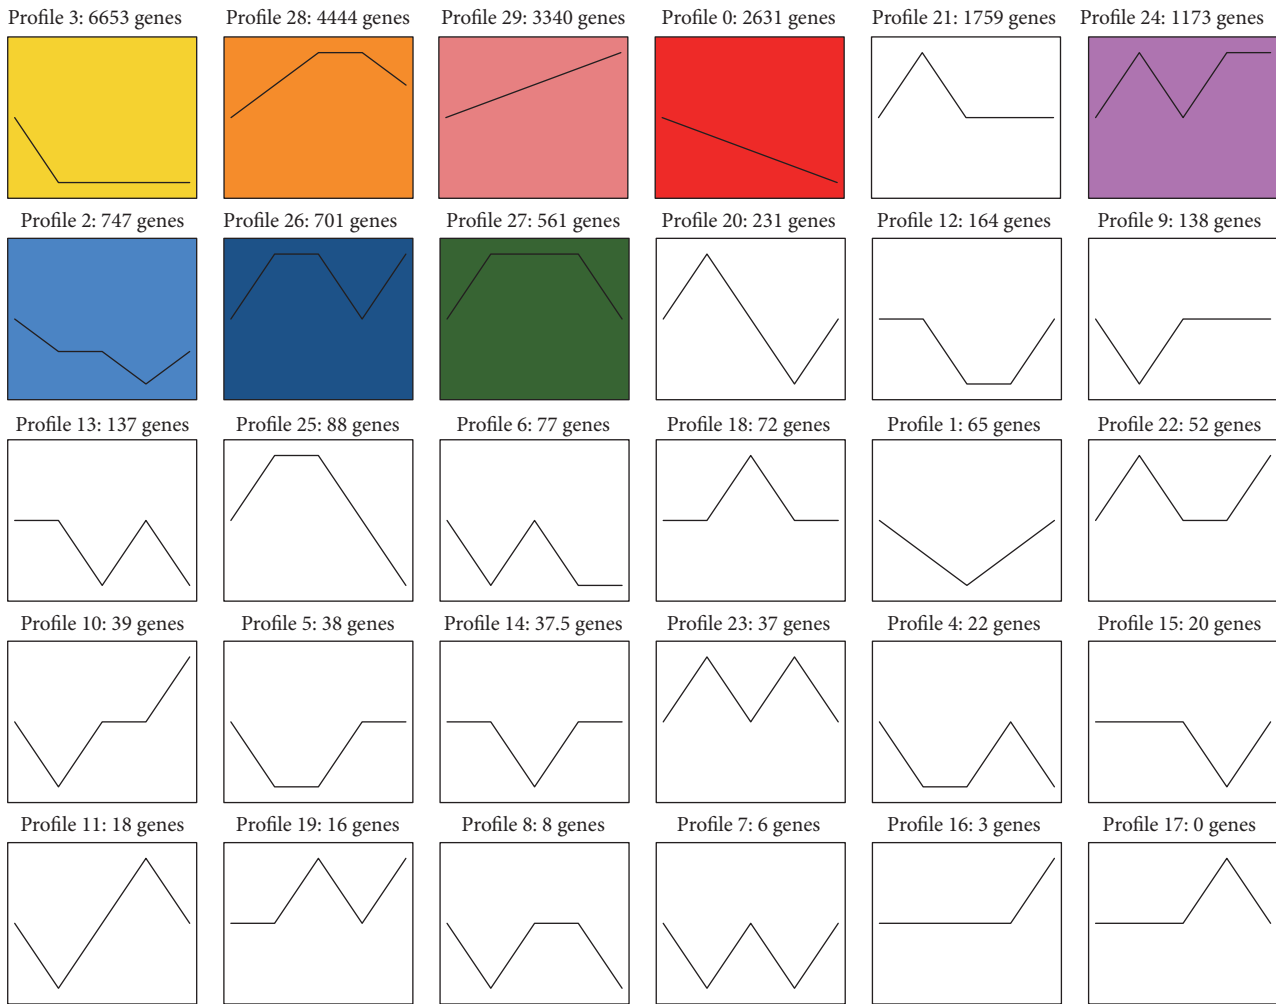 Profile 3: 6653 genes
Profile 28: 4444 genes
Profile 29: 3340 genes
Profile 0: 2631 genes
Profile 21: 1759 genes
Profile 24: 1173 genes
Profile 2: 747 genes
Profile 26: 701 genes
Profile 27: 561 genes
Profile 20: 231 genes
Profile 12: 164 genes
Profile 9: 138 genes
Profile 13: 137 genes
Profile 25: 88 genes
Profile 6: 77 genes
Profile 18: 72 genes
Profile 1: 65 genes
Profile 22: 52 genes
Profile 10: 39 genes
Profile 5: 38 genes
Profile 14: 37.5 genes
Profile 23: 37 genes
Profile 4: 22 genes
Profile 15: 20 genes
Profile 11: 18 genes
Profile 19: 16 genes
Profile 8: 8 genes
Profile 7: 6 genes
Profile 16: 3 genes
Profile 17: 0 genes